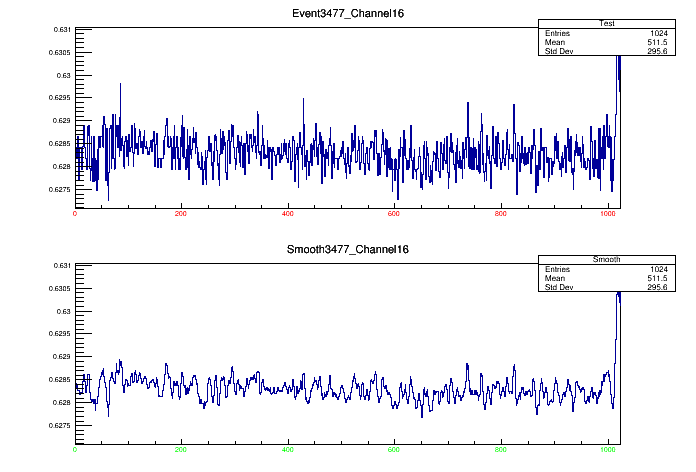 Event3477_Channel16
Test
Entries 1024
Mean 511.5
Std Dev 295.6
0.631
0.6305
0.63
0.6295
0.629
0.6285
0.628
0.6275
0 200 400 600 800 1000
Smooth3477_Channel16
Smooth
Entries 1024
Mean 511.5
Std Dev 295.6
0.631
0.6305
0.63
0.6295
0.629
0.6285
0.628
0.6275
0 200 400 600 800 1000